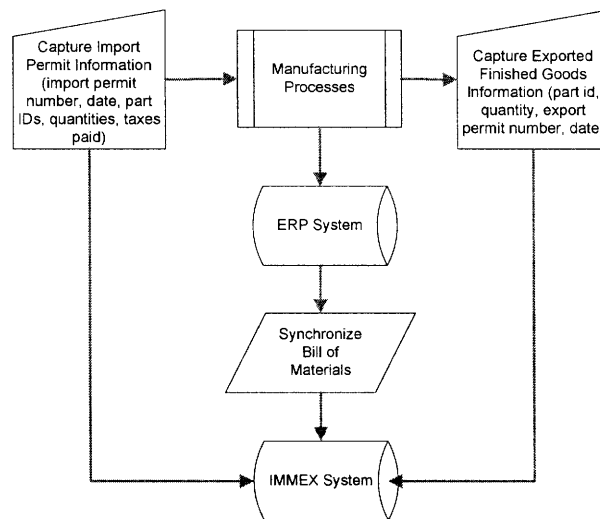 Capture Import
Permit Information
(import permit
number, date, part
IDs, quantities, taxes
paid)
Manufacturing
Processes
Capture Exported
Finished Goods
Information (part id,
quantity, export
permit number, date
ERP System
Synchronize
Bill of
Materials
IMMEX System